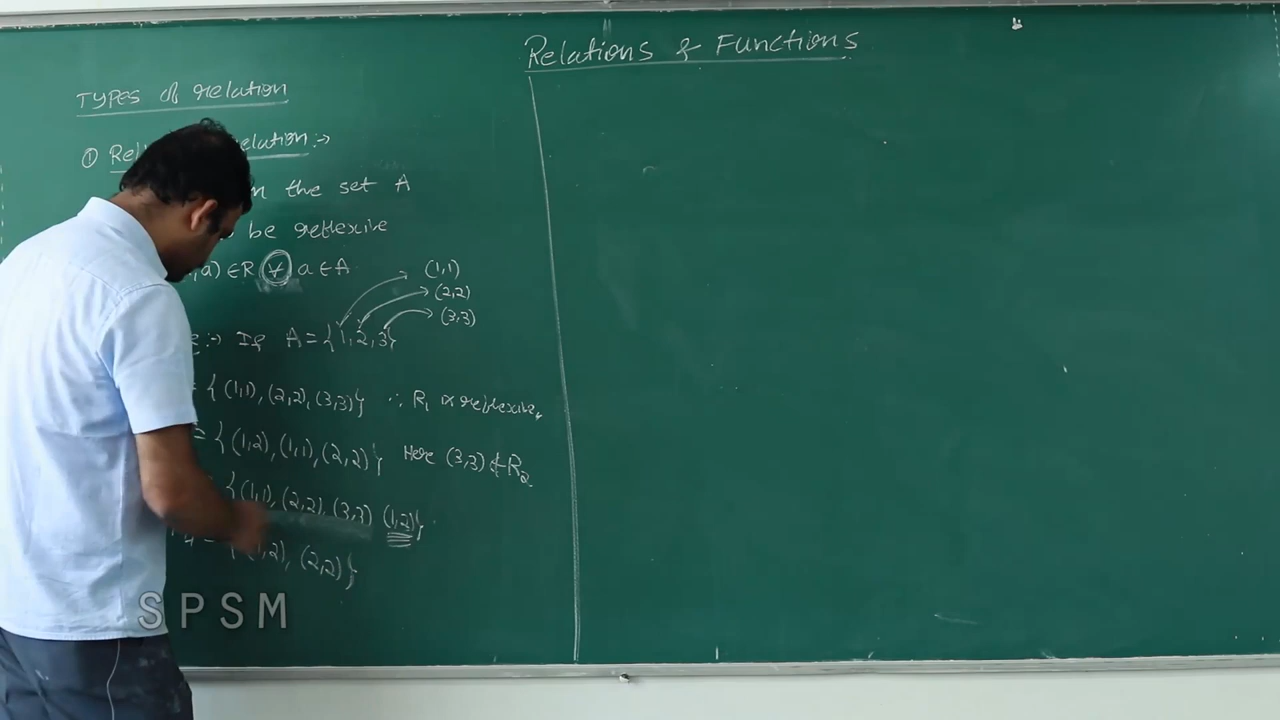 Relations & Functions
TYPES of relation
① Relation :→
the set A
be reflexive
,a) ∈ R ∀ a ∈ A
(1,1)
(2,2)
(3,3)
:→ If A = {1,2,3}
= {(1,1), (2,2), (3,3)} ∴ R₁ is reflexive.
= {(1,2), (1,1), (2,2)} Here (3,3) ∉ R₂
{(1,1), (2,2), (3,3) (1,2)}
= {(1,2), (2,2)}
SPSM